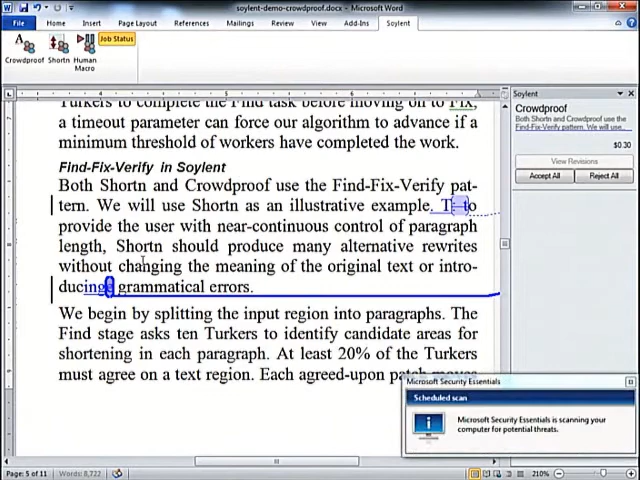 soylent-demo-crowdproof.docx - Microsoft Word
File Home Insert Page Layout References Mailings Review View Add-Ins Soylent
Crowdproof Shortn Human Macro Job Status
Turkers to complete the Find task before moving on to Fix,
a timeout parameter can force our algorithm to advance if a
minimum threshold of workers have completed the work.
Find-Fix-Verify in Soylent
Both Shortn and Crowdproof use the Find-Fix-Verify pat-
tern. We will use Shortn as an illustrative example. T to
provide the user with near-continuous control of paragraph
length, Shortn should produce many alternative rewrites
without changing the meaning of the original text or intro-
ducing grammatical errors.
We begin by splitting the input region into paragraphs. The
Find stage asks ten Turkers to identify candidate areas for
shortening in each paragraph. At least 20% of the Turkers
must agree on a text region. Each agreed-upon patch moves
Soylent
Crowdproof
Both Shortn and Crowdproof use the
Find-Fix-Verify pattern. We will use...
$0.30
View Revisions
Accept All Reject All
Microsoft Security Essentials
Scheduled scan
Microsoft Security Essentials is scanning your
computer for potential threats.
Page: 5 of 11 Words: 8,722 210%